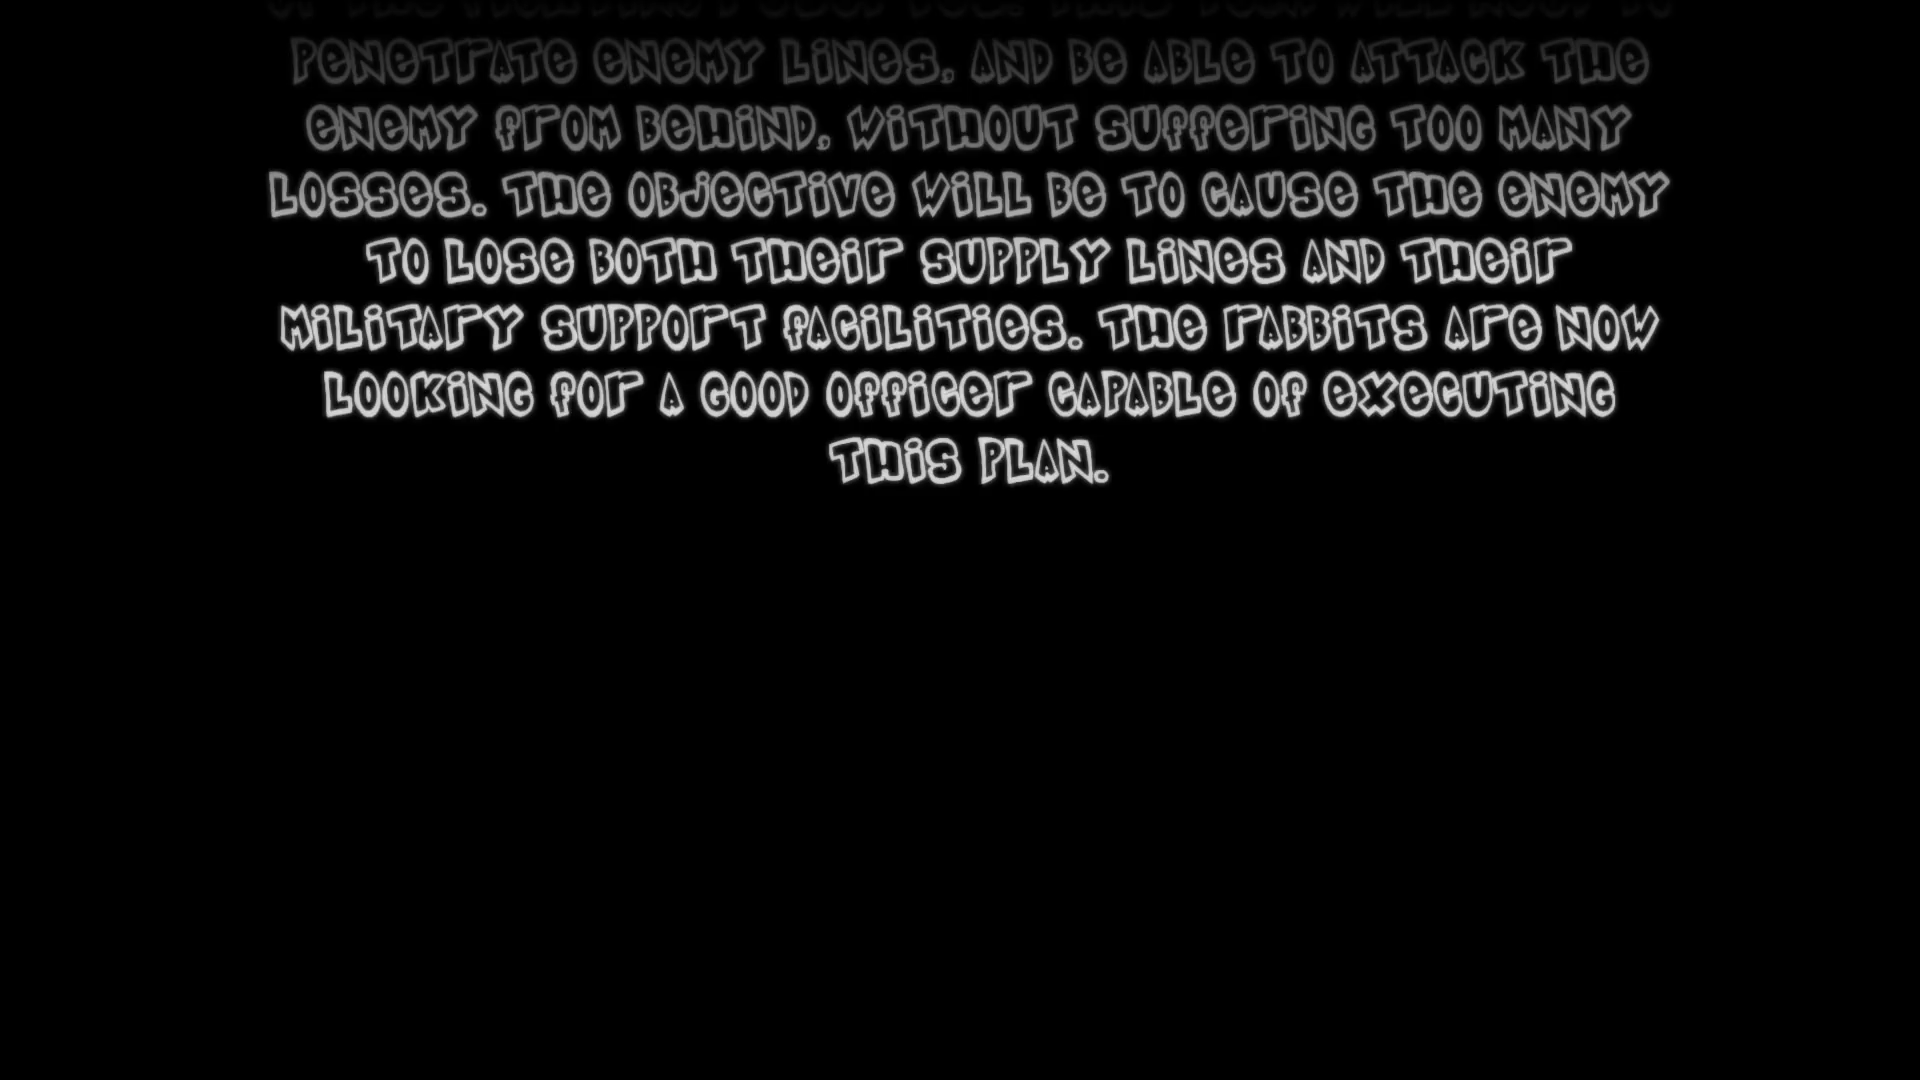 PENETRATE ENEMY LINES, AND BE ABLE TO ATTACK THE
ENEMY FROM BEHIND, WITHOUT SUFFERING TOO MANY
LOSSES. THE OBJECTIVE WILL BE TO CAUSE THE ENEMY
TO LOSE BOTH THEIR SUPPLY LINES AND THEIR
MILITARY SUPPORT FACILITIES. THE RABBITS ARE NOW
LOOKING FOR A GOOD OFFICER CAPABLE OF EXECUTING
THIS PLAN.